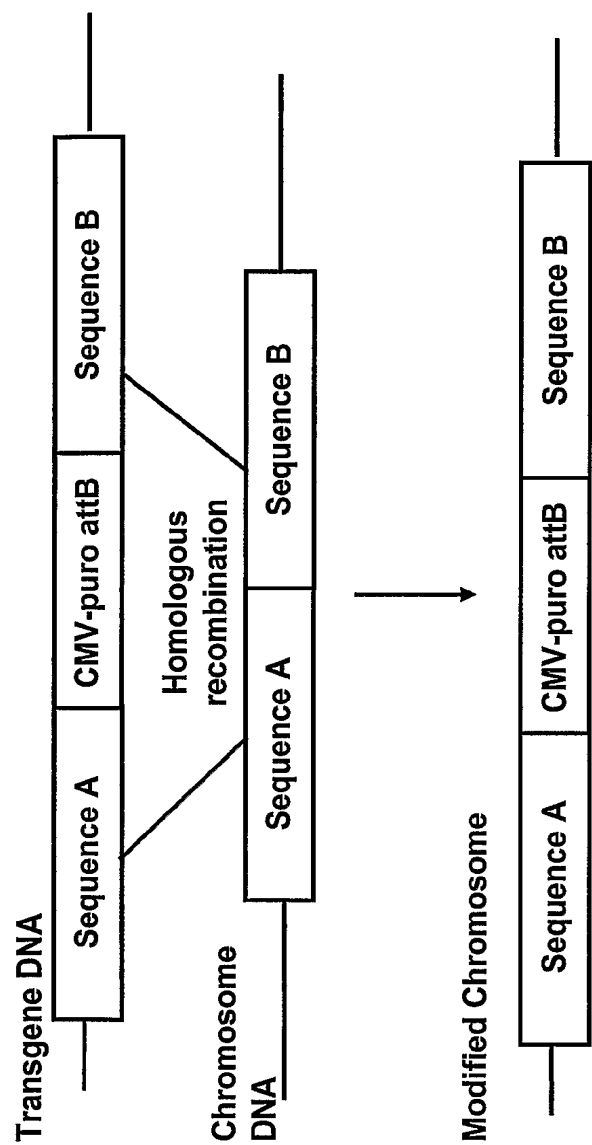 Transgene DNA
Sequence A
CMV-puro attB
Sequence B
Homologous
recombination
Chromosome
DNA
Sequence A
Sequence B
Modified Chromosome
Sequence A
CMV-puro attB
Sequence B